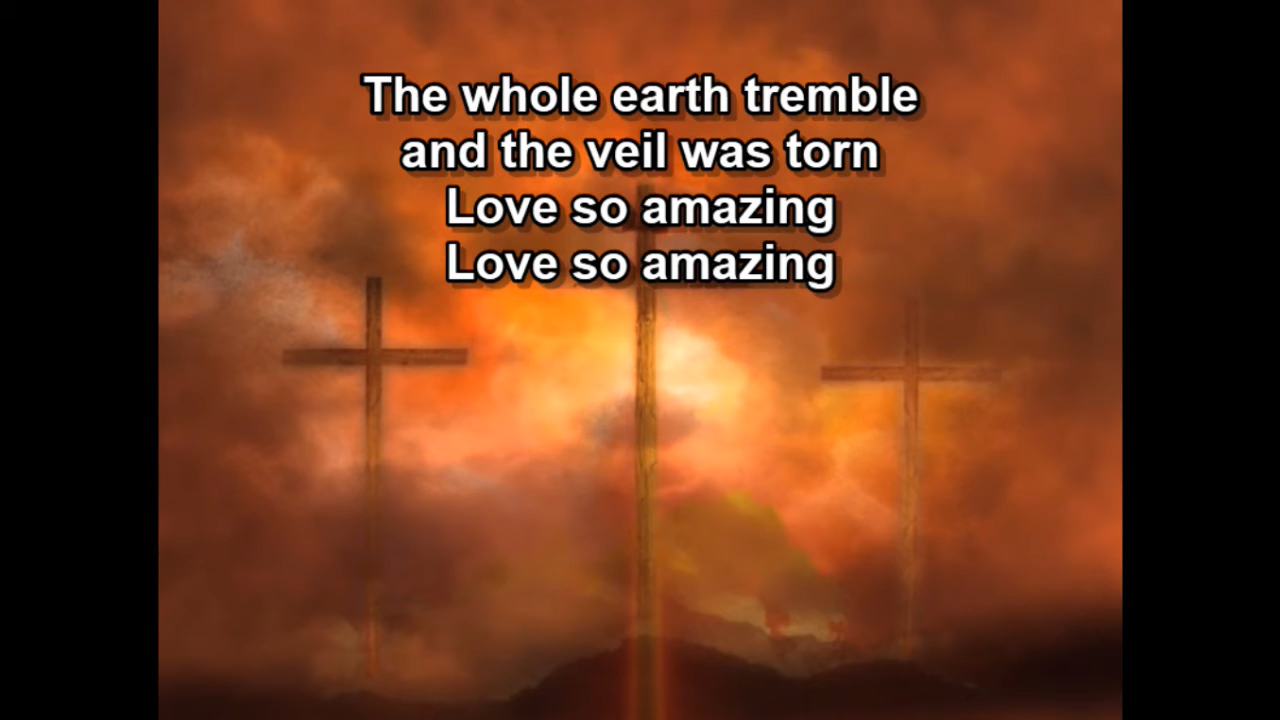 The whole earth tremble
and the veil was torn
Love so amazing
Love so amazing